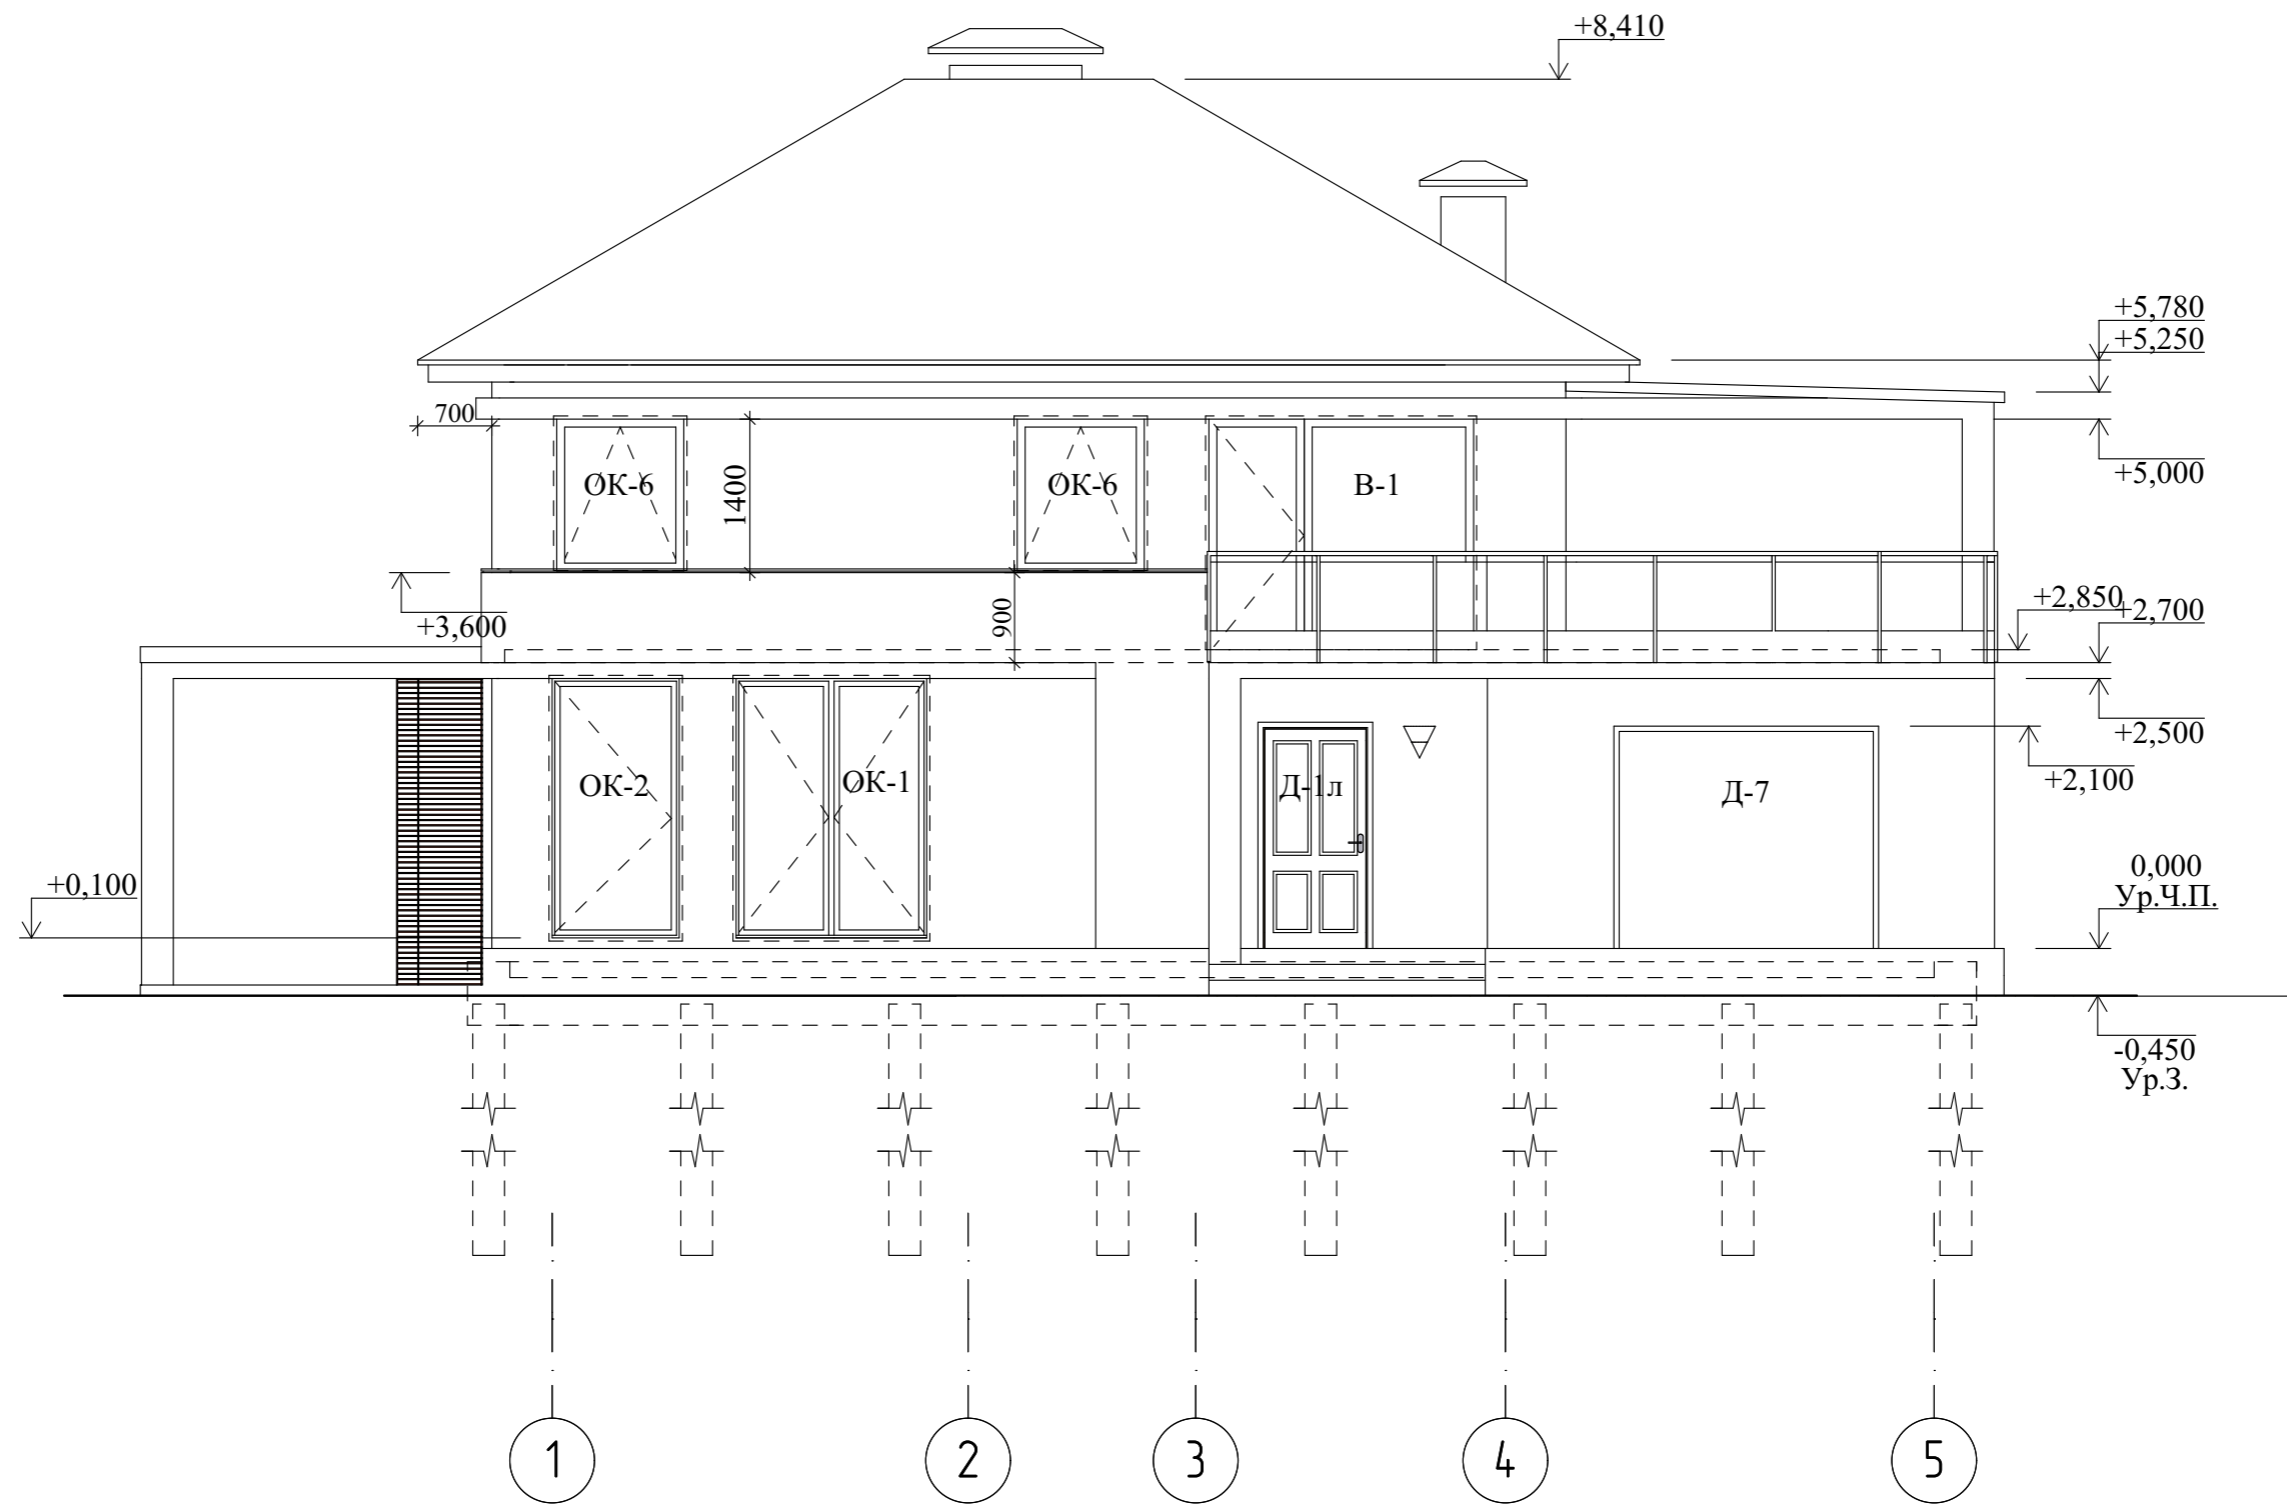 +8,410
+5,780
+5,250
700
ОК-6
1400
ОК-6
В-1
+5,000
+3,600
900
+2,850
+2,700
+2,500
ОК-2
ОК-1
Д-1л
Д-7
+2,100
+0,100
0,000
Ур.Ч.П.
-0,450
Ур.З.
1
2
3
4
5